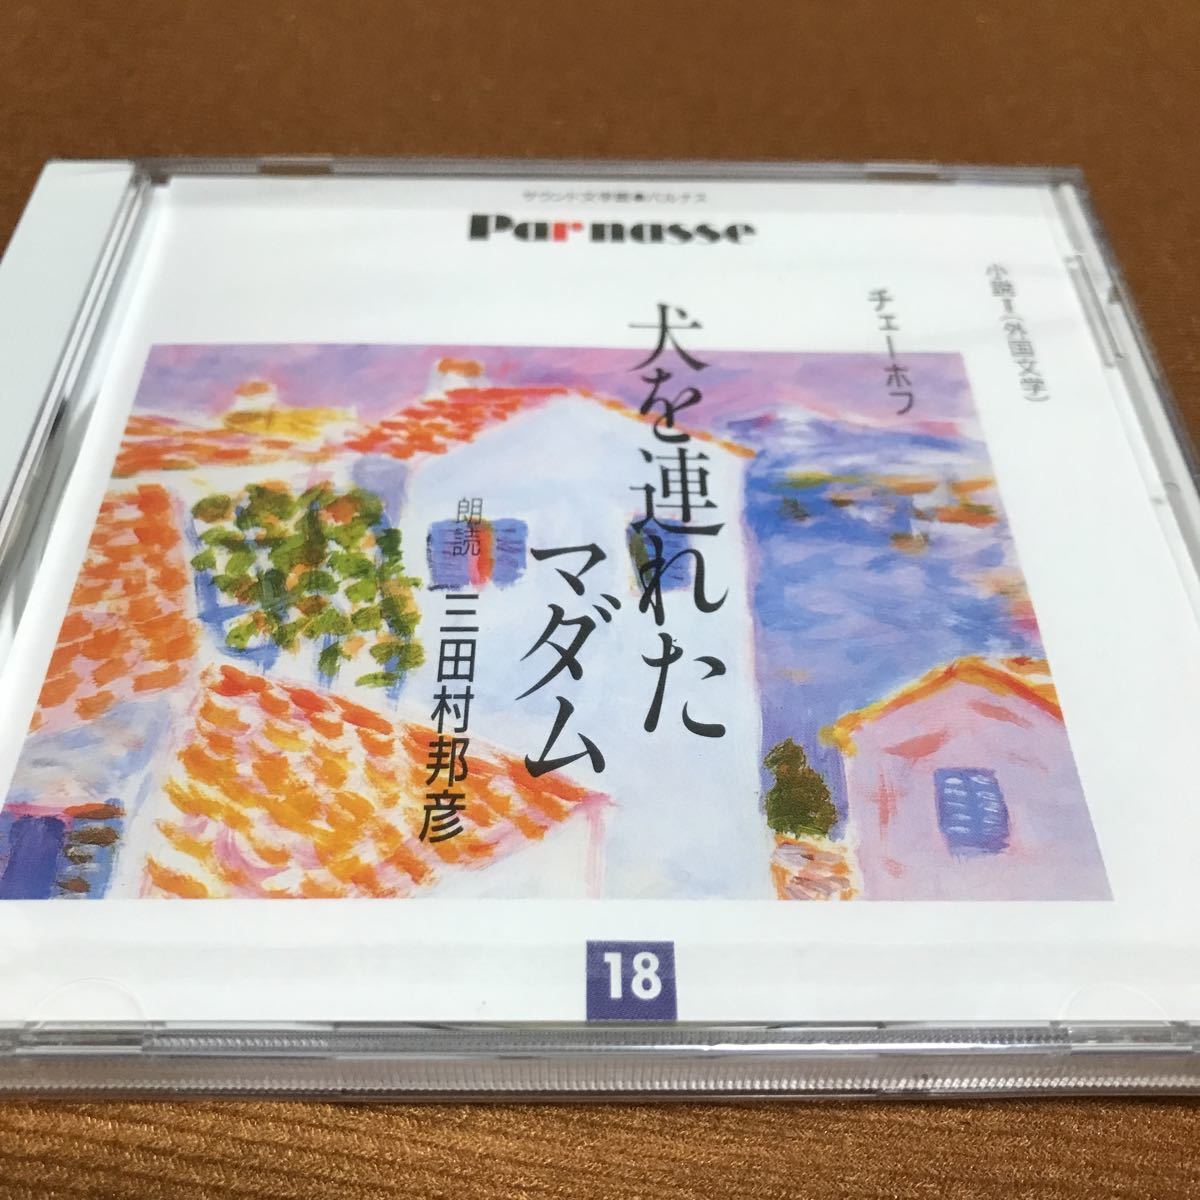 サウンド文学館◆パルナス
Parnasse
小説Ⅱ(外国文学)
チェーホフ
犬を連れた
マダム
朗読 三田村邦彦
18